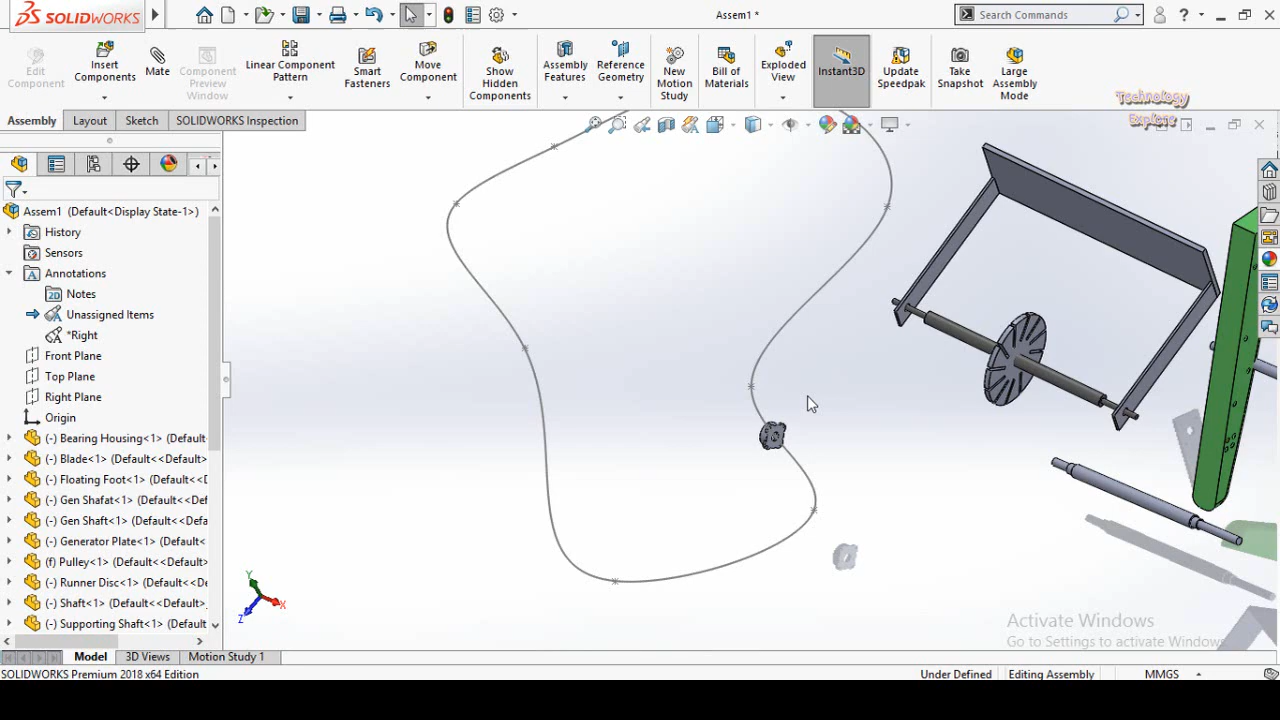 SOLIDWORKS
Assem1 *
Search Commands
Edit Component
Insert Components
Mate
Component Preview Window
Linear Component Pattern
Smart Fasteners
Move Component
Show Hidden Components
Assembly Features
Reference Geometry
New Motion Study
Bill of Materials
Exploded View
Instant3D
Update Speedpak
Take Snapshot
Large Assembly Mode
Technology
Explore
Assembly
Layout
Sketch
SOLIDWORKS Inspection
Assem1 (Default<Display State-1>)
History
Sensors
Annotations
Notes
Unassigned Items
*Right
Front Plane
Top Plane
Right Plane
Origin
(-) Bearing Housing<1> (Default
(-) Blade<1> (Default<<Default>
(-) Floating Foot<1> (Default<<
(-) Gen Shafat<1> (Default<<Def
(-) Gen Shaft<1> (Default<<Defa
(-) Generator Plate<1> (Default
(f) Pulley<1> (Default<<Default>
(-) Runner Disc<1> (Default<<De
(-) Shaft<1> (Default<<Default>
(-) Supporting Shaft<1> (Default
Y
X
Z
Activate Windows
Go to Settings to activate Windows
Model
3D Views
Motion Study 1
SOLIDWORKS Premium 2018 x64 Edition
Under Defined
Editing Assembly
MMGS